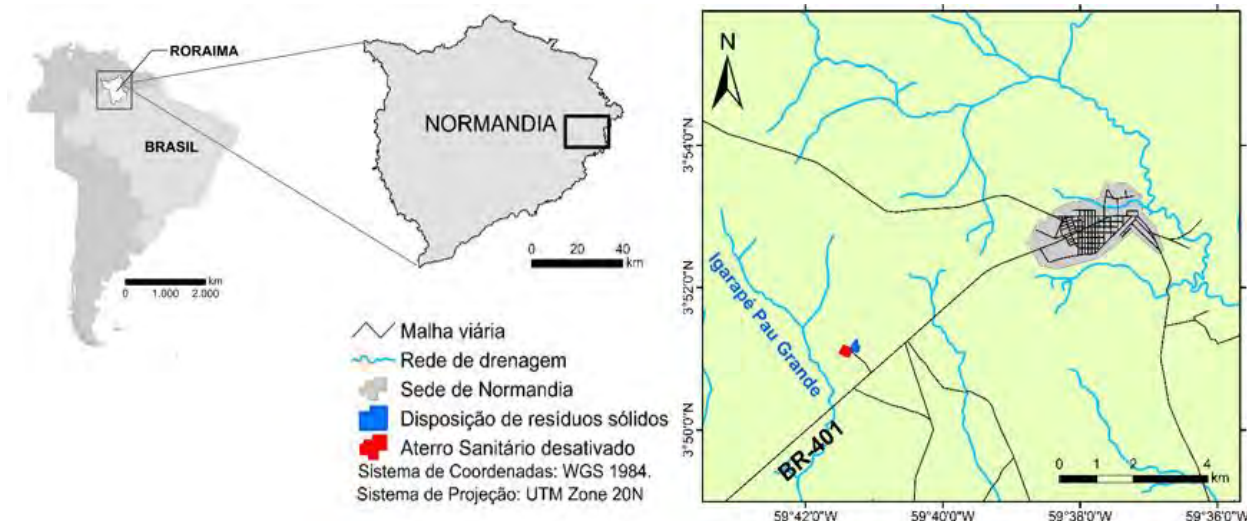 RORAIMA
BRASIL
0 1.000 2.000
km
NORMANDIA
0 20 40
km
Malha viária
Rede de drenagem
Sede de Normandia
Disposição de resíduos sólidos
Aterro Sanitário desativado
Sistema de Coordenadas: WGS 1984.
Sistema de Projeção: UTM Zone 20N
N
3°54'0"N
3°52'0"N
3°50'0"N
Igarapé Pau Grande
BR-401
0 1 2 4
km
59°42'0"W 59°40'0"W 59°38'0"W 59°36'0"W